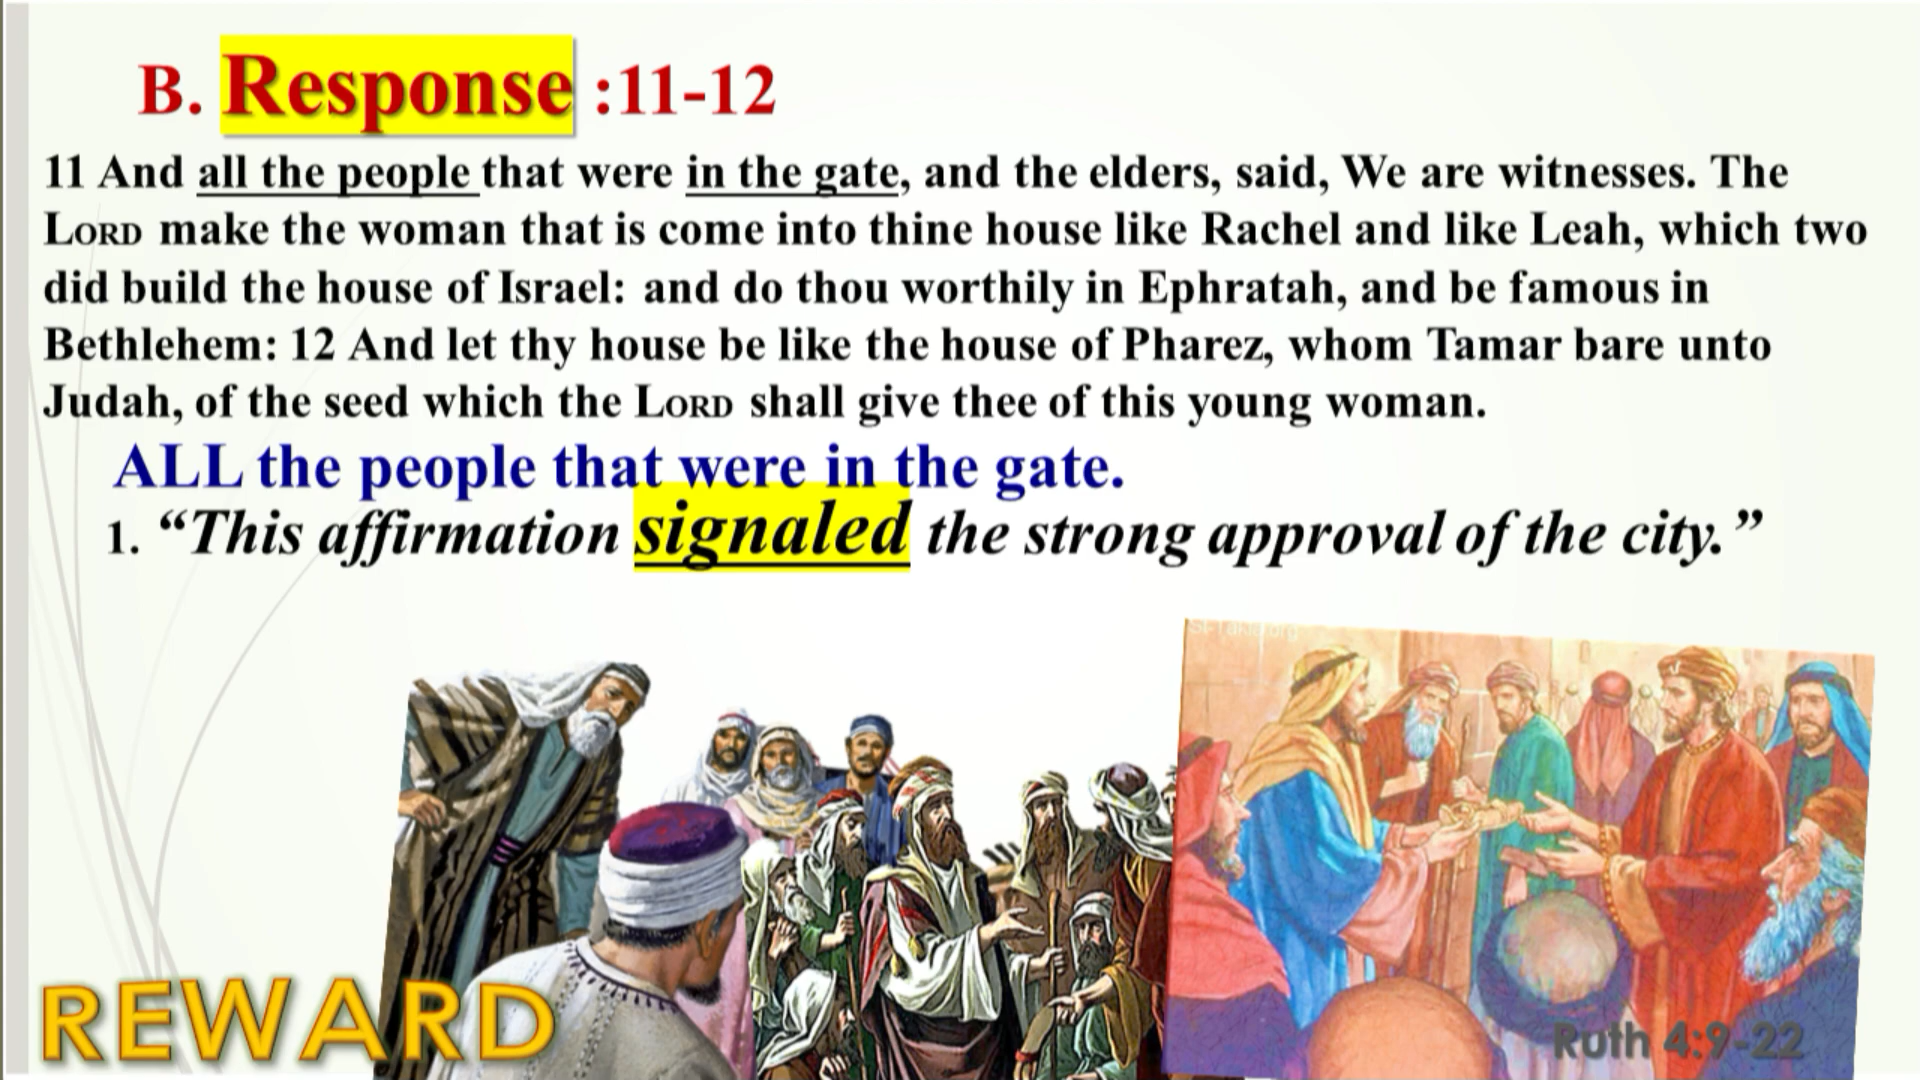 B. Response :11-12
11 And all the people that were in the gate, and the elders, said, We are witnesses. The
LORD make the woman that is come into thine house like Rachel and like Leah, which two
did build the house of Israel: and do thou worthily in Ephratah, and be famous in
Bethlehem: 12 And let thy house be like the house of Pharez, whom Tamar bare unto
Judah, of the seed which the LORD shall give thee of this young woman.
ALL the people that were in the gate.
1. “This affirmation signaled the strong approval of the city.”
St-Takla.org
REWARD
Ruth 4:9-22